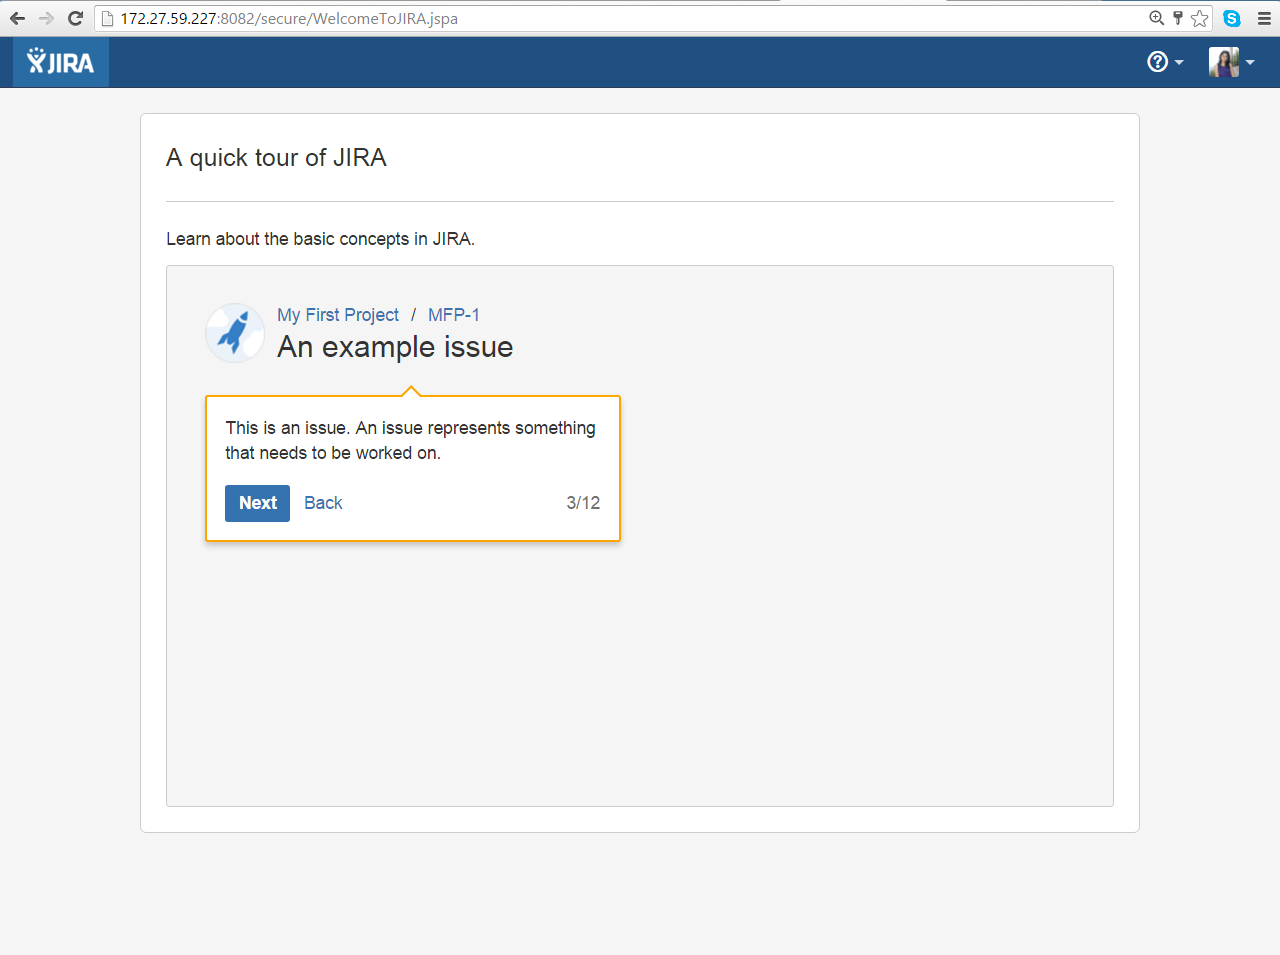 172.27.59.227:8082/secure/WelcomeToJIRA.jspa
JIRA
A quick tour of JIRA
Learn about the basic concepts in JIRA.
My First Project / MFP-1
An example issue
This is an issue. An issue represents something
that needs to be worked on.
Next Back 3/12